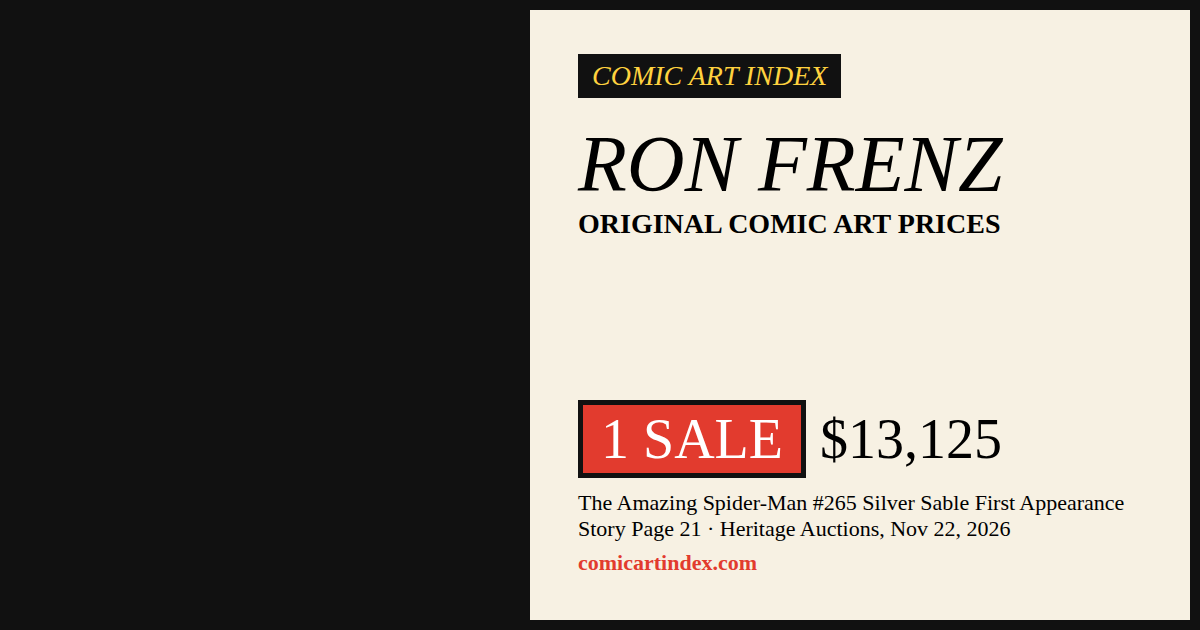 COMIC ART INDEX
RON FRENZ
ORIGINAL COMIC ART PRICES
1 SALE $13,125
The Amazing Spider-Man #265 Silver Sable First Appearance
Story Page 21 · Heritage Auctions, Nov 22, 2026
comicartindex.com